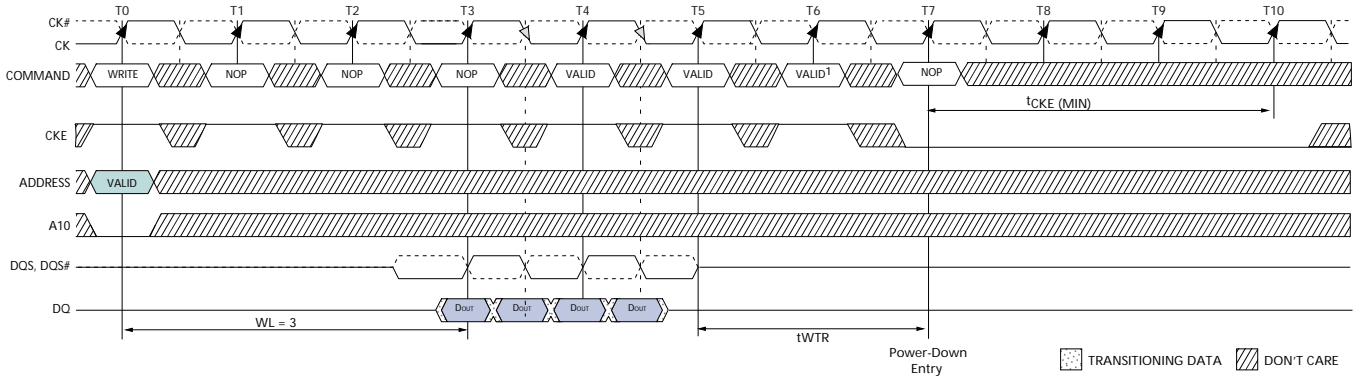 T0 T1 T2 T3 T4 T5 T6 T7 T8 T9 T10
CK#
CK
COMMAND WRITE NOP NOP NOP VALID VALID VALID1 NOP
tCKE (MIN)
CKE
ADDRESS VALID
A10
DQS, DQS#
DQ DOUT DOUT DOUT DOUT
WL = 3
tWTR
Power-Down
Entry
TRANSITIONING DATA DON'T CARE